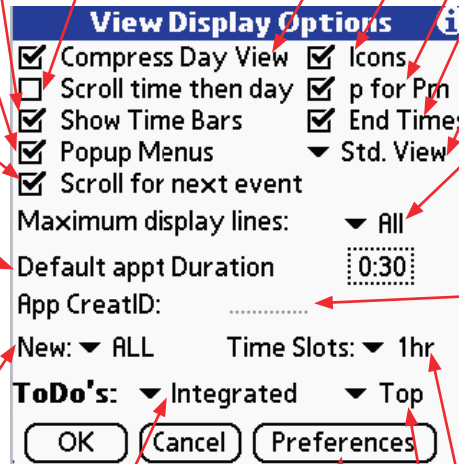 View Display Options i
Compress Day View Icons
Scroll time then day p for Pm
Show Time Bars End Times
Popup Menus Std. View
Scroll for next event
Maximum display lines: All
Default appt Duration 0:30
App CreatID:
New: ALL Time Slots: 1hr
ToDo's: Integrated Top
OK Cancel Preferences